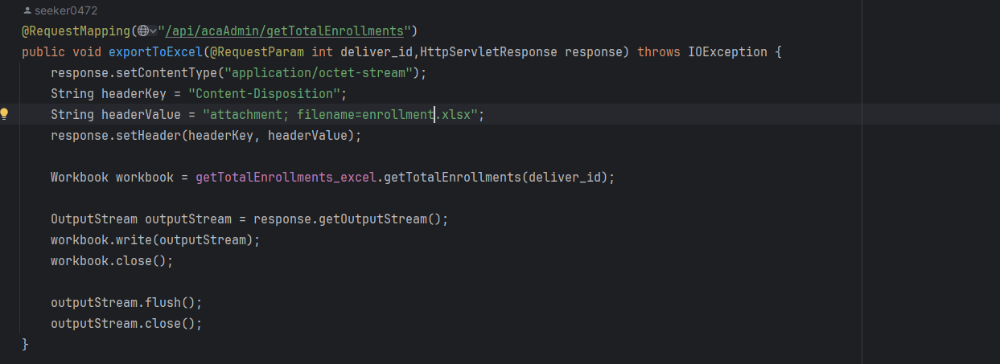 seeker0472
@RequestMapping("/api/acaAdmin/getTotalEnrollments")
public void exportToExcel(@RequestParam int deliver_id,HttpServletResponse response) throws IOException {
response.setContentType("application/octet-stream");
String headerKey = "Content-Disposition";
String headerValue = "attachment; filename=enrollment.xlsx";
response.setHeader(headerKey, headerValue);
Workbook workbook = getTotalEnrollments_excel.getTotalEnrollments(deliver_id);
OutputStream outputStream = response.getOutputStream();
workbook.write(outputStream);
workbook.close();
outputStream.flush();
outputStream.close();
}